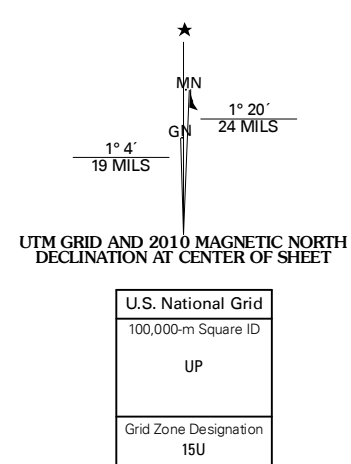 MN
GN
1° 20´
24 MILS
1° 4´
19 MILS
UTM GRID AND 2010 MAGNETIC NORTH
DECLINATION AT CENTER OF SHEET
U.S. National Grid
100,000-m Square ID
UP
Grid Zone Designation
15U